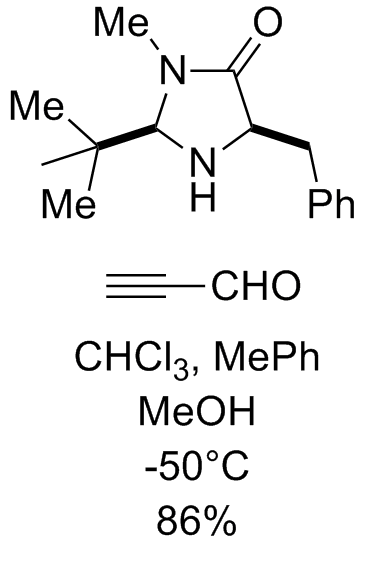 Me O
N
Me
N
H
Me Ph
CHO
CHCl₃, MePh
MeOH
-50°C
86%